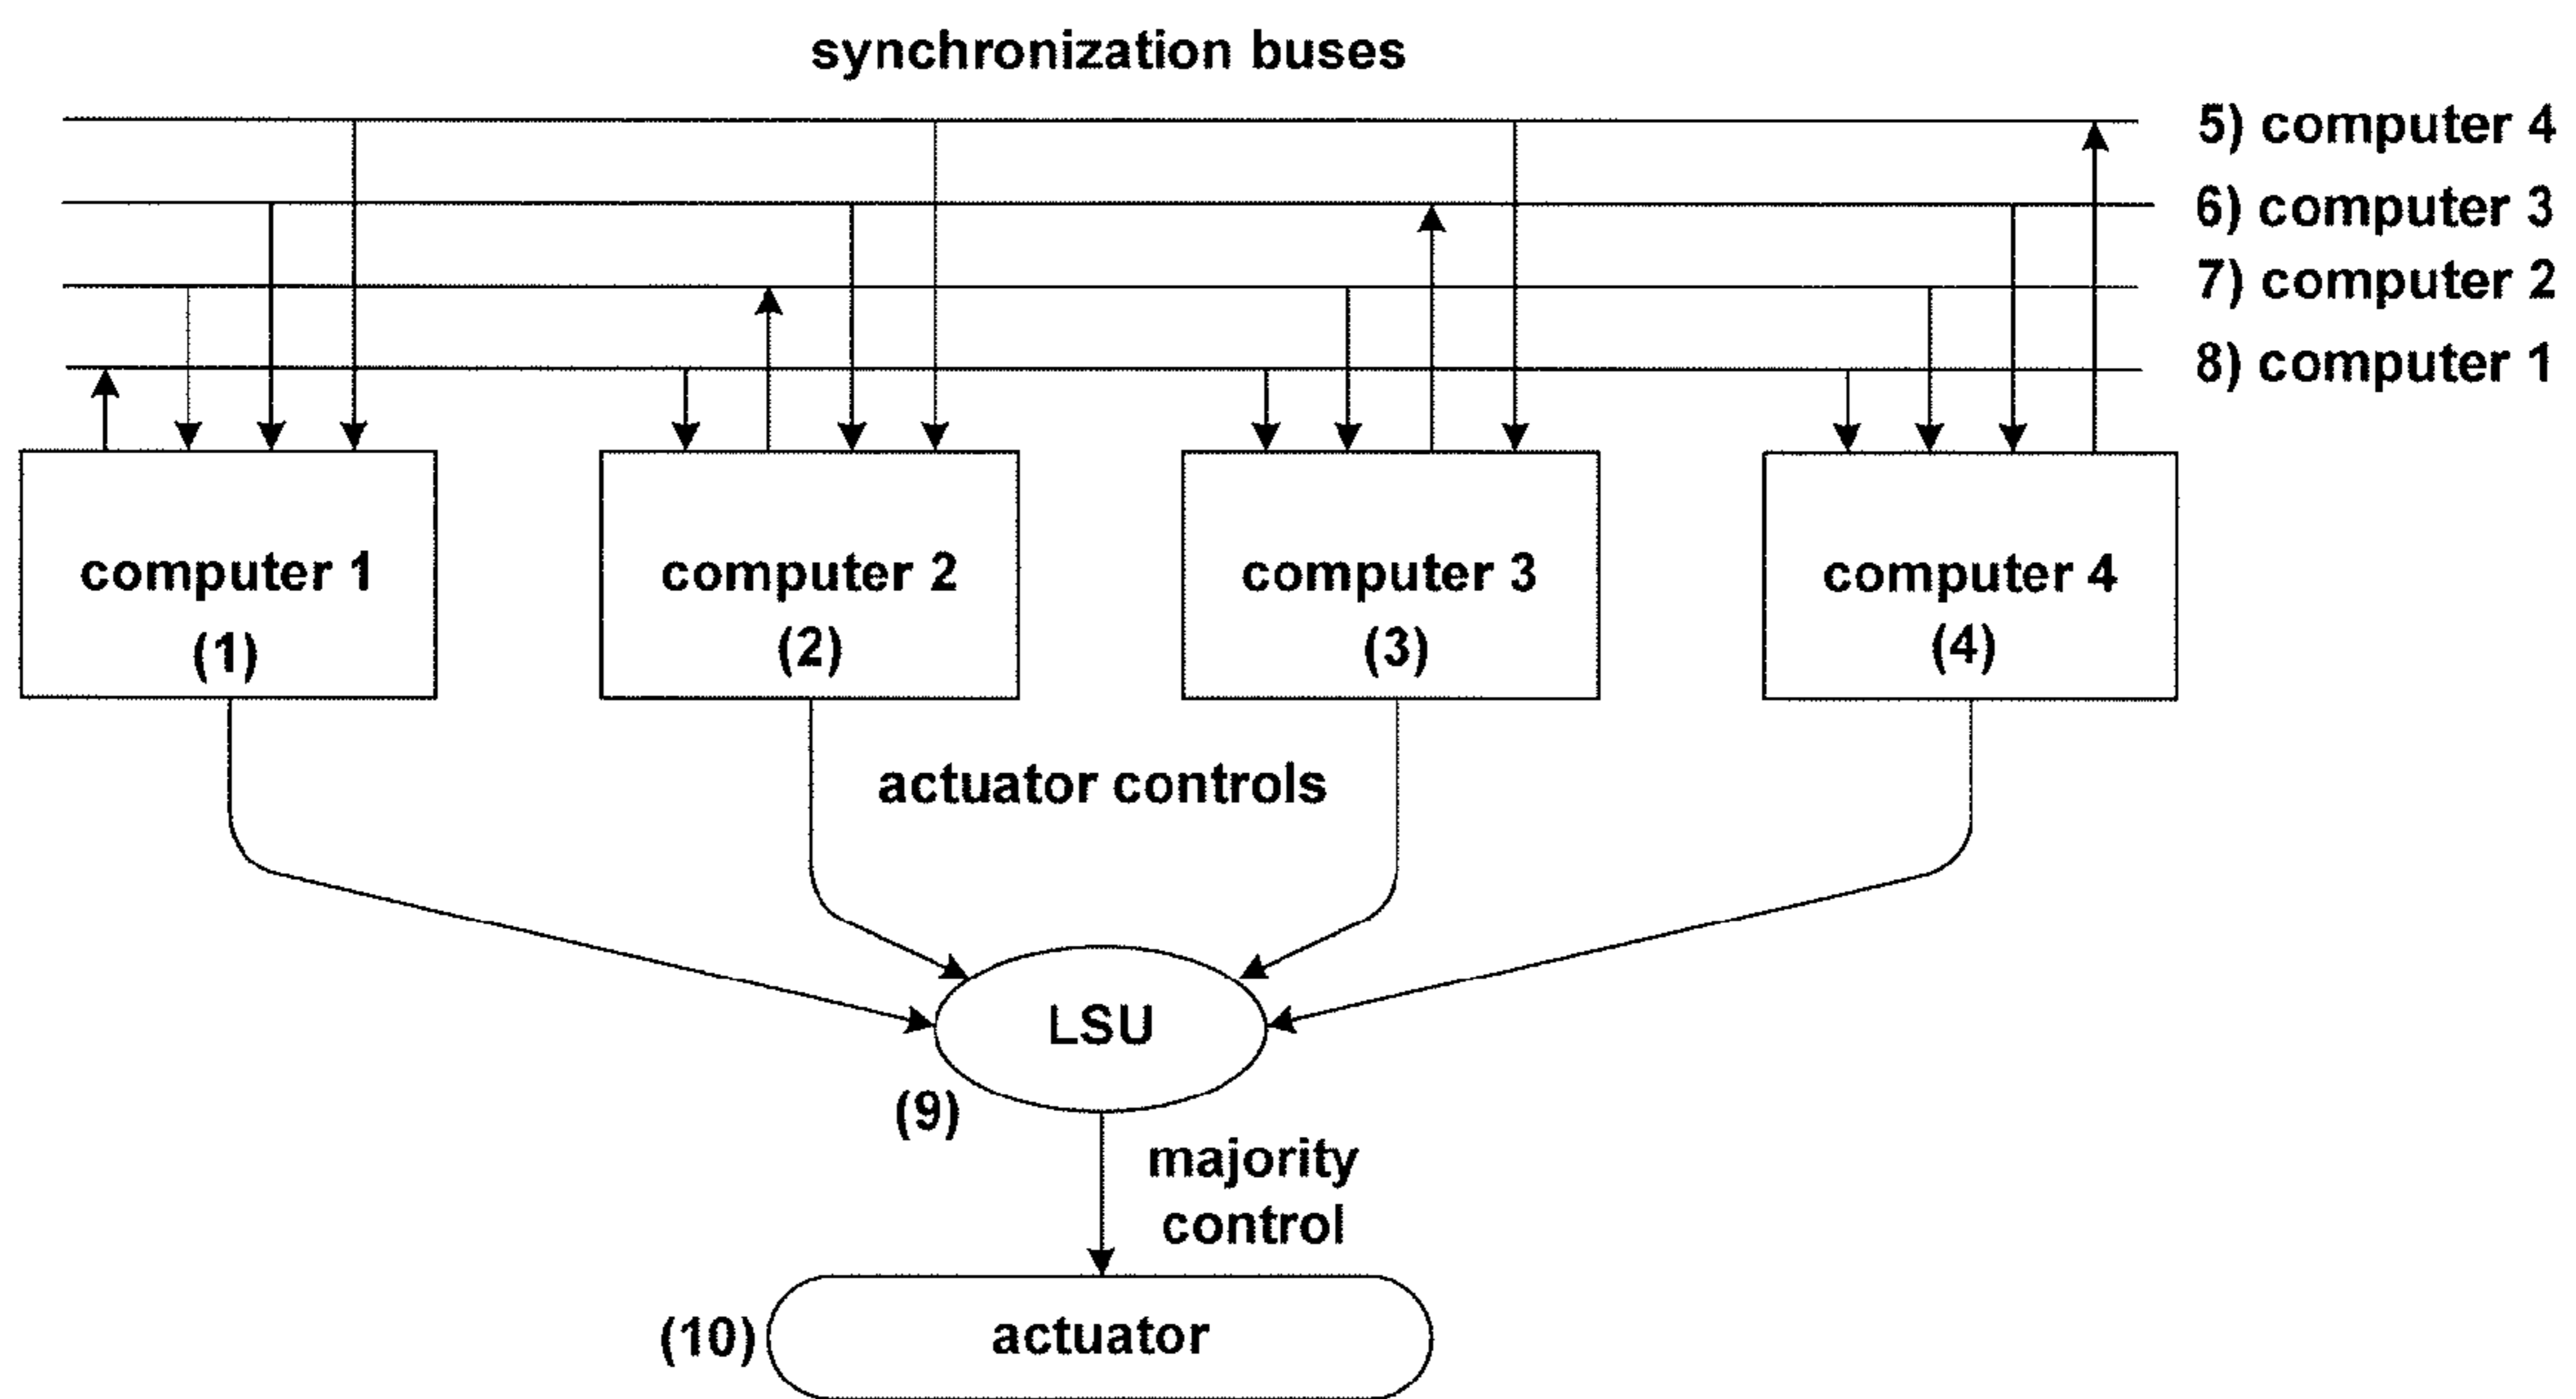 synchronization buses
5) computer 4
6) computer 3
7) computer 2
8) computer 1
computer 1
(1)
computer 2
(2)
computer 3
(3)
computer 4
(4)
actuator controls
LSU
(9)
majority
control
(10)
actuator